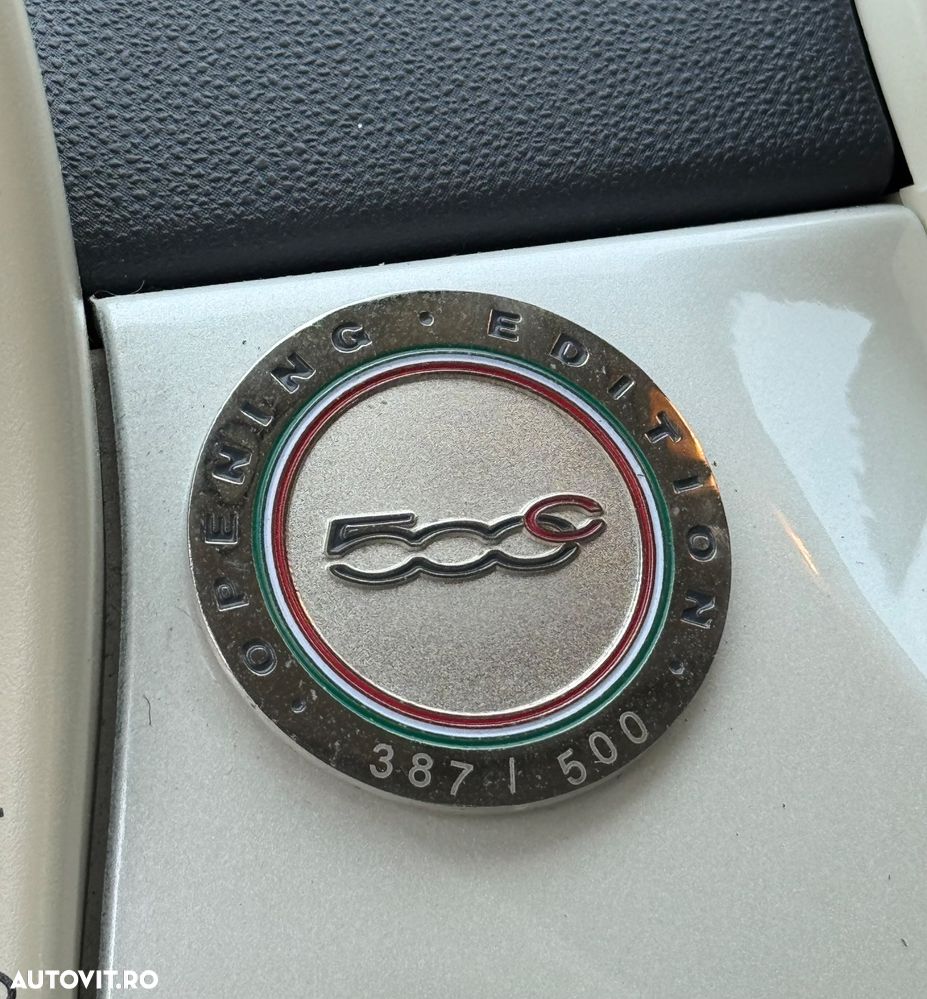 · OPENING · EDITION ·
500C
387 / 500
AUTOVIT.RO